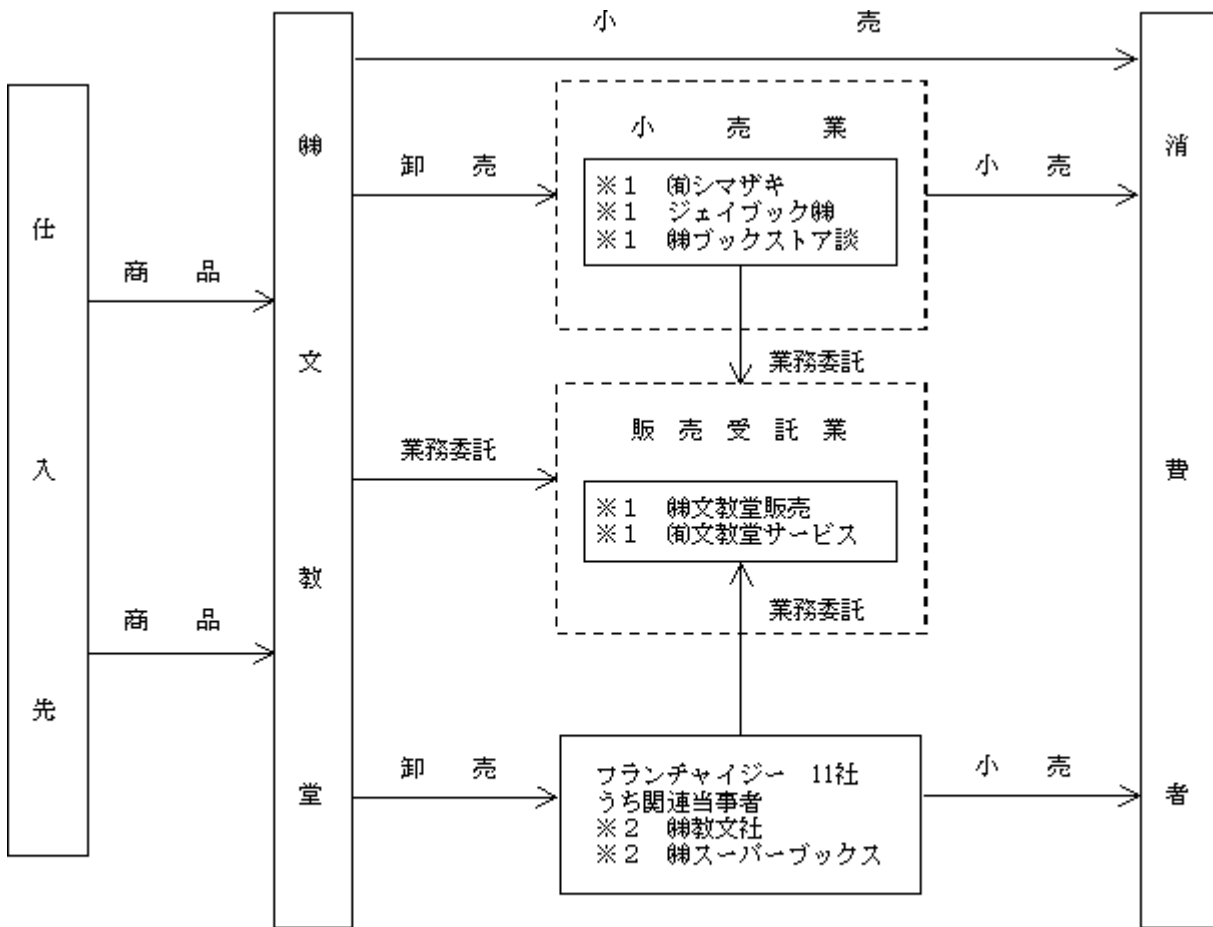 小　　　売
仕入先
商　品
商　品
㈱文教堂
卸　売
小　売　業
※１　㈲シマザキ
※１　ジェイブック㈱
※１　㈱ブックストア談
小　売
業務委託
業務委託
販　売　受　託　業
※１　㈱文教堂販売
※１　㈲文教堂サービス
業務委託
卸　売
フランチャイジー　11社
うち関連当事者
※２　㈱教文社
※２　㈱スーパーブックス
小　売
消費者